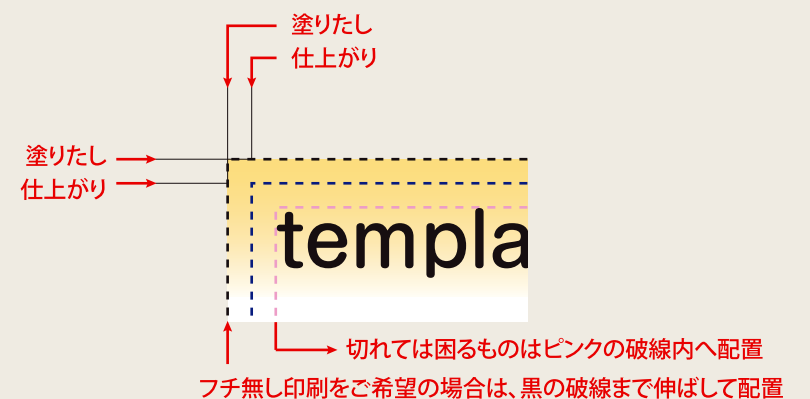 塗りたし
仕上がり
塗りたし
仕上がり
templa
切れては困るものはピンクの破線内へ配置
フチ無し印刷をご希望の場合は、黒の破線まで伸ばして配置